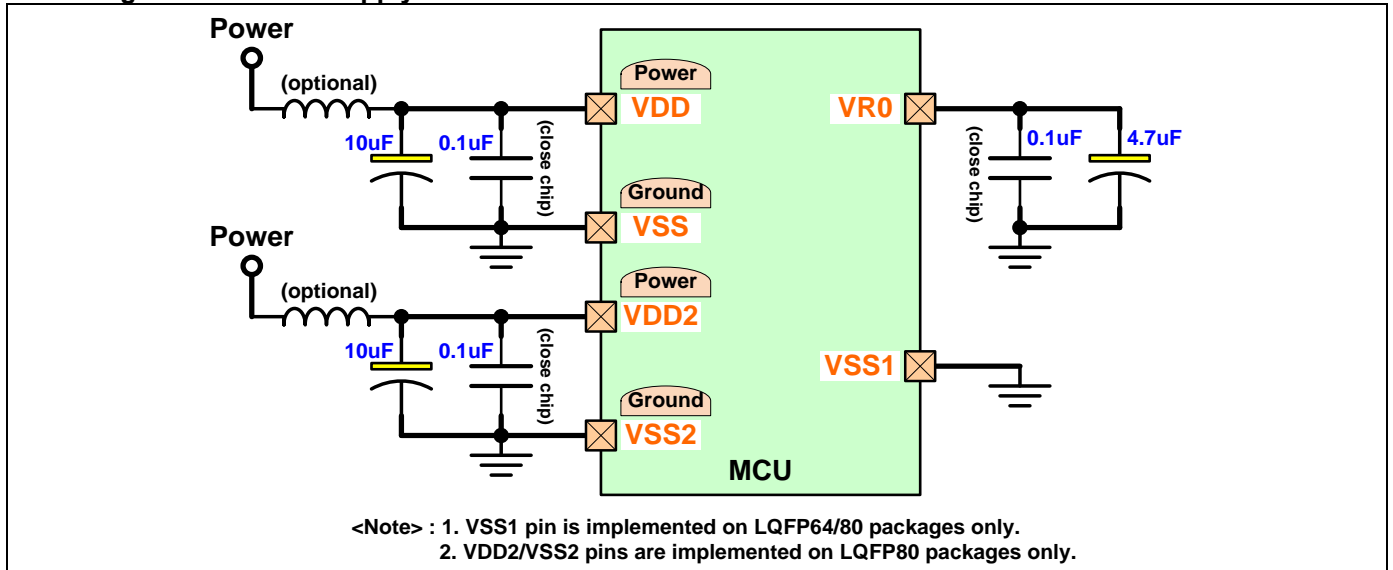 Power
(optional)
10uF
0.1uF
(close chip)
Power
VDD
Ground
VSS
Power
(optional)
10uF
0.1uF
(close chip)
Power
VDD2
Ground
VSS2
MCU
VR0
0.1uF
4.7uF
(close chip)
VSS1
<Note> : 1. VSS1 pin is implemented on LQFP64/80 packages only.
2. VDD2/VSS2 pins are implemented on LQFP80 packages only.